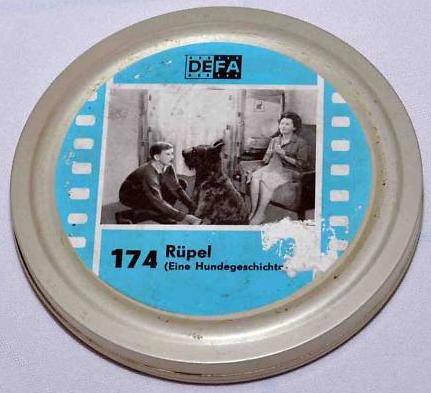 DEFA
174 Rüpel
(Eine Hundegeschichte